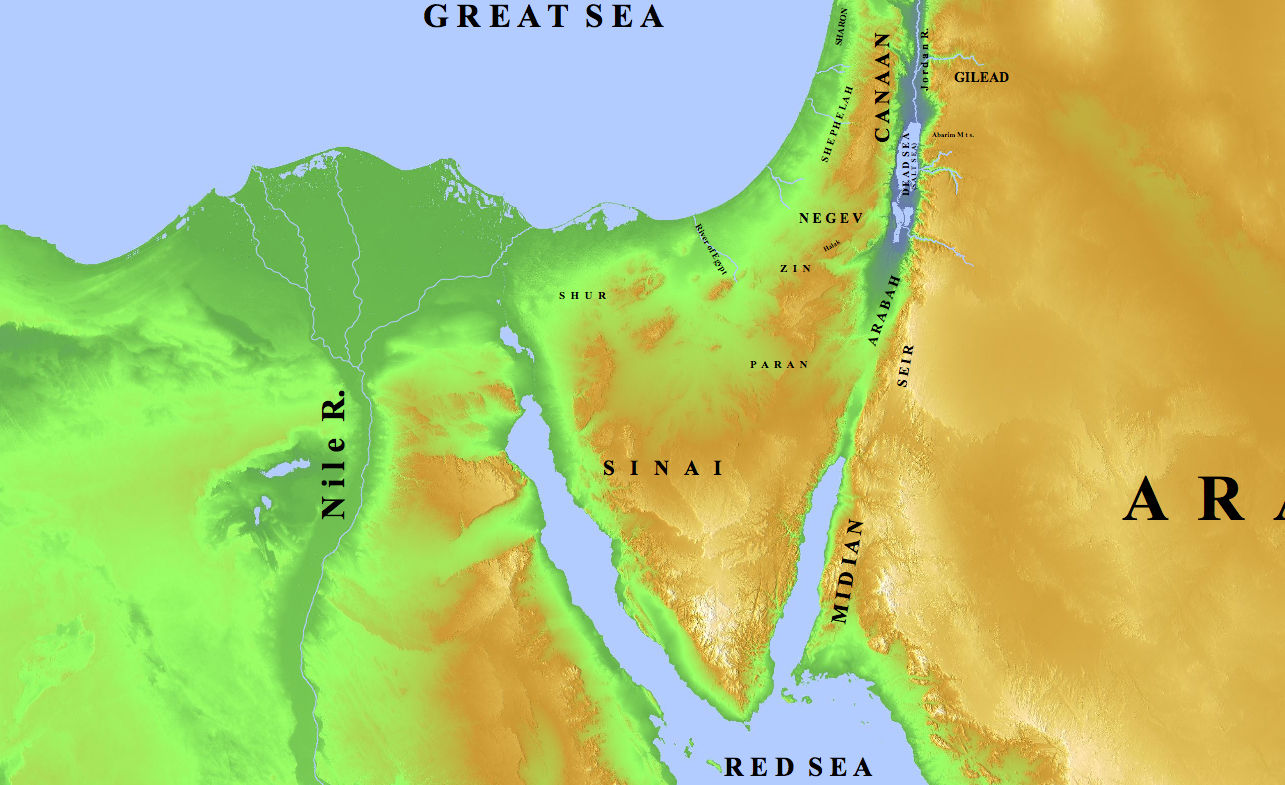 GREAT SEA
SHARON
CANAAN
Jordan R.
GILEAD
SHEPHELAH
Abarim Mts.
DEAD SEA
(SALT SEA)
NEGEV
River of Egypt
Halak
ZIN
SHUR
ARABAH
PARAN
SEIR
Nile R.
SINAI
ARA
MIDIAN
RED SEA